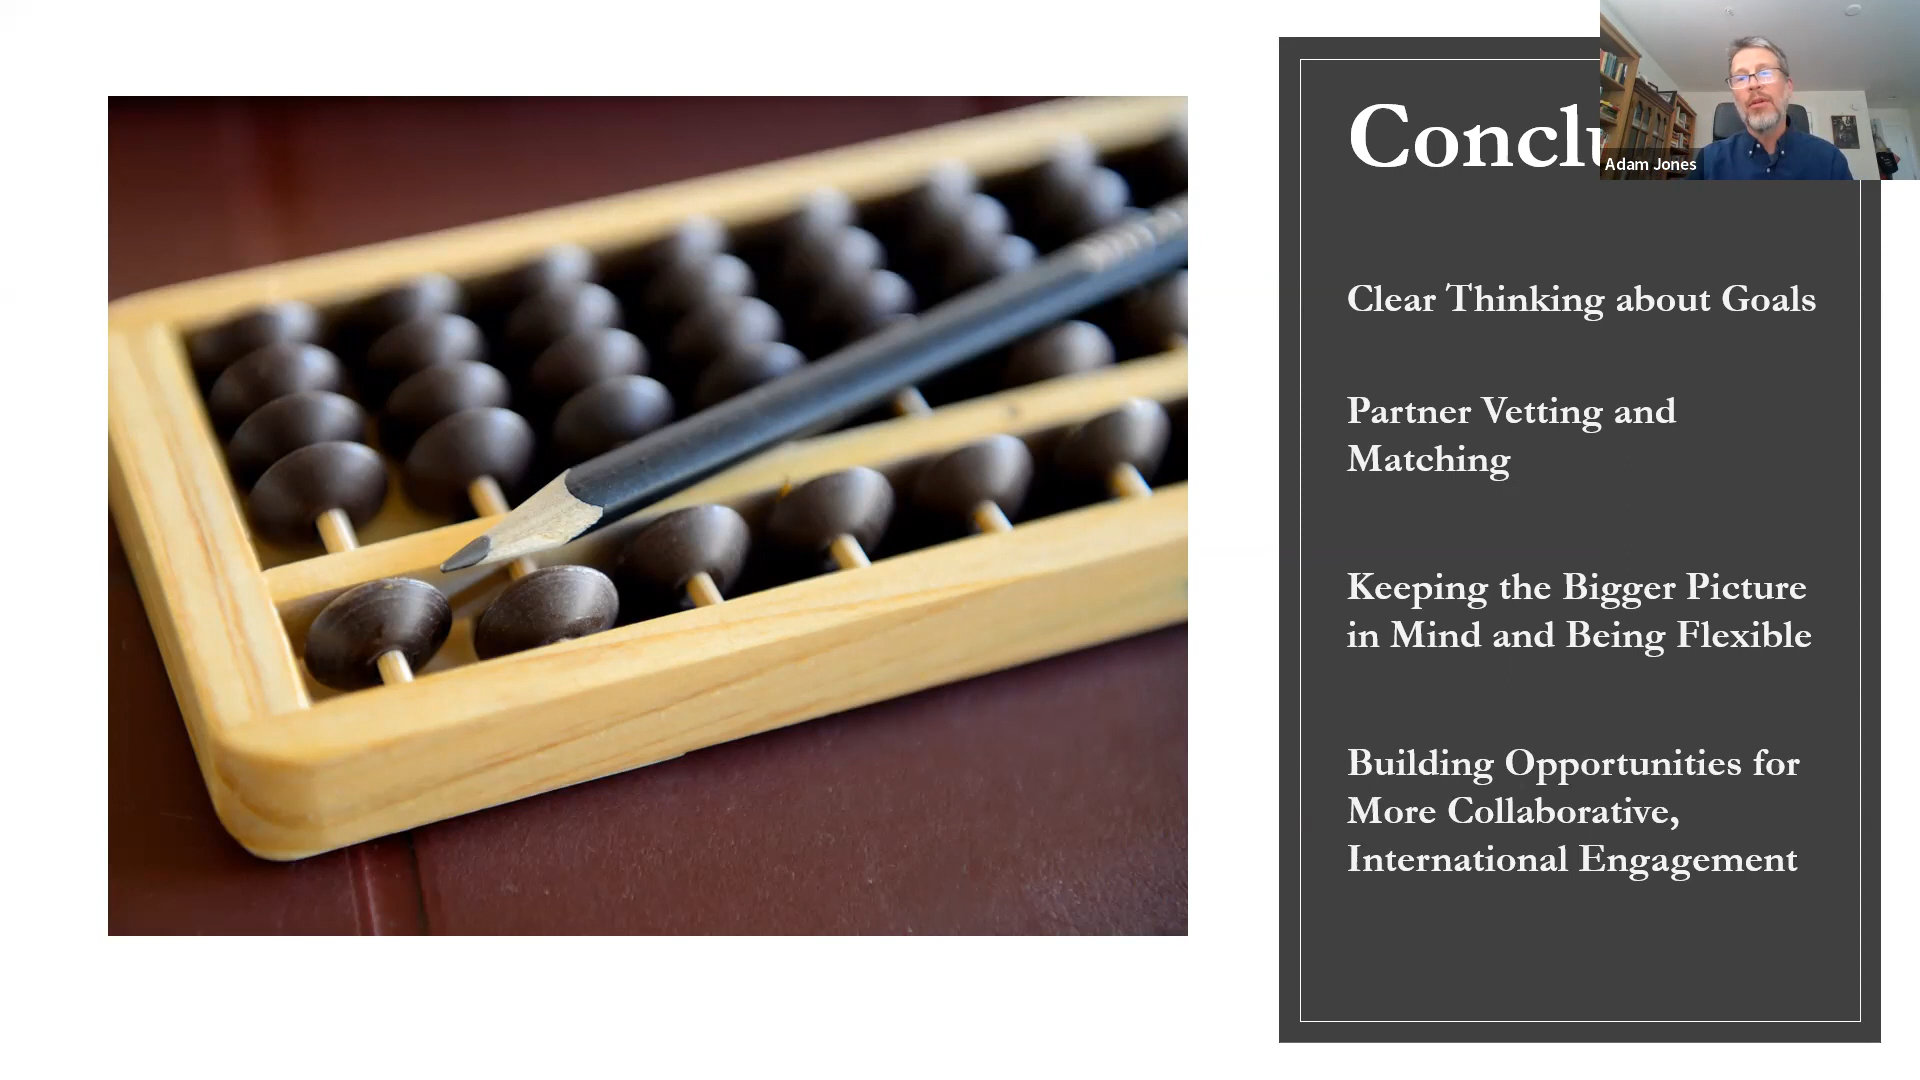 Adam Jones
Clear Thinking about Goals
Partner Vetting and
Matching
Keeping the Bigger Picture
in Mind and Being Flexible
Building Opportunities for
More Collaborative,
International Engagement